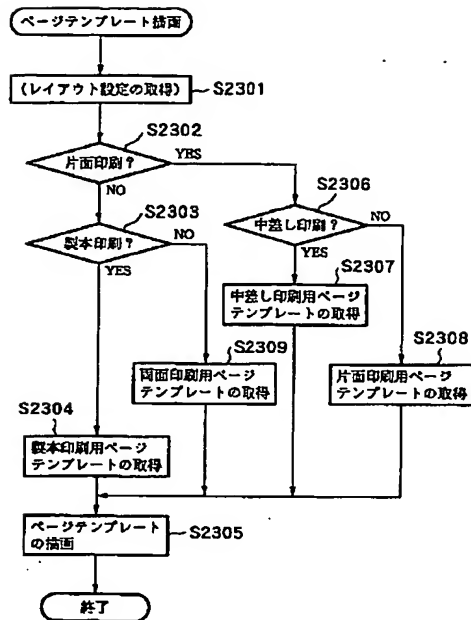 ページテンプレート描画
(レイアウト設定の取得)
S2301
S2302
片面印刷?
YES
NO
S2303
製本印刷?
NO
YES
S2306
中差し印刷?
NO
YES
S2307
中差し印刷用ページ
テンプレートの取得
S2308
片面印刷用ページ
テンプレートの取得
S2309
両面印刷用ページ
テンプレートの取得
S2304
製本印刷用ページ
テンプレートの取得
ページテンプレート
の描画
S2305
終了